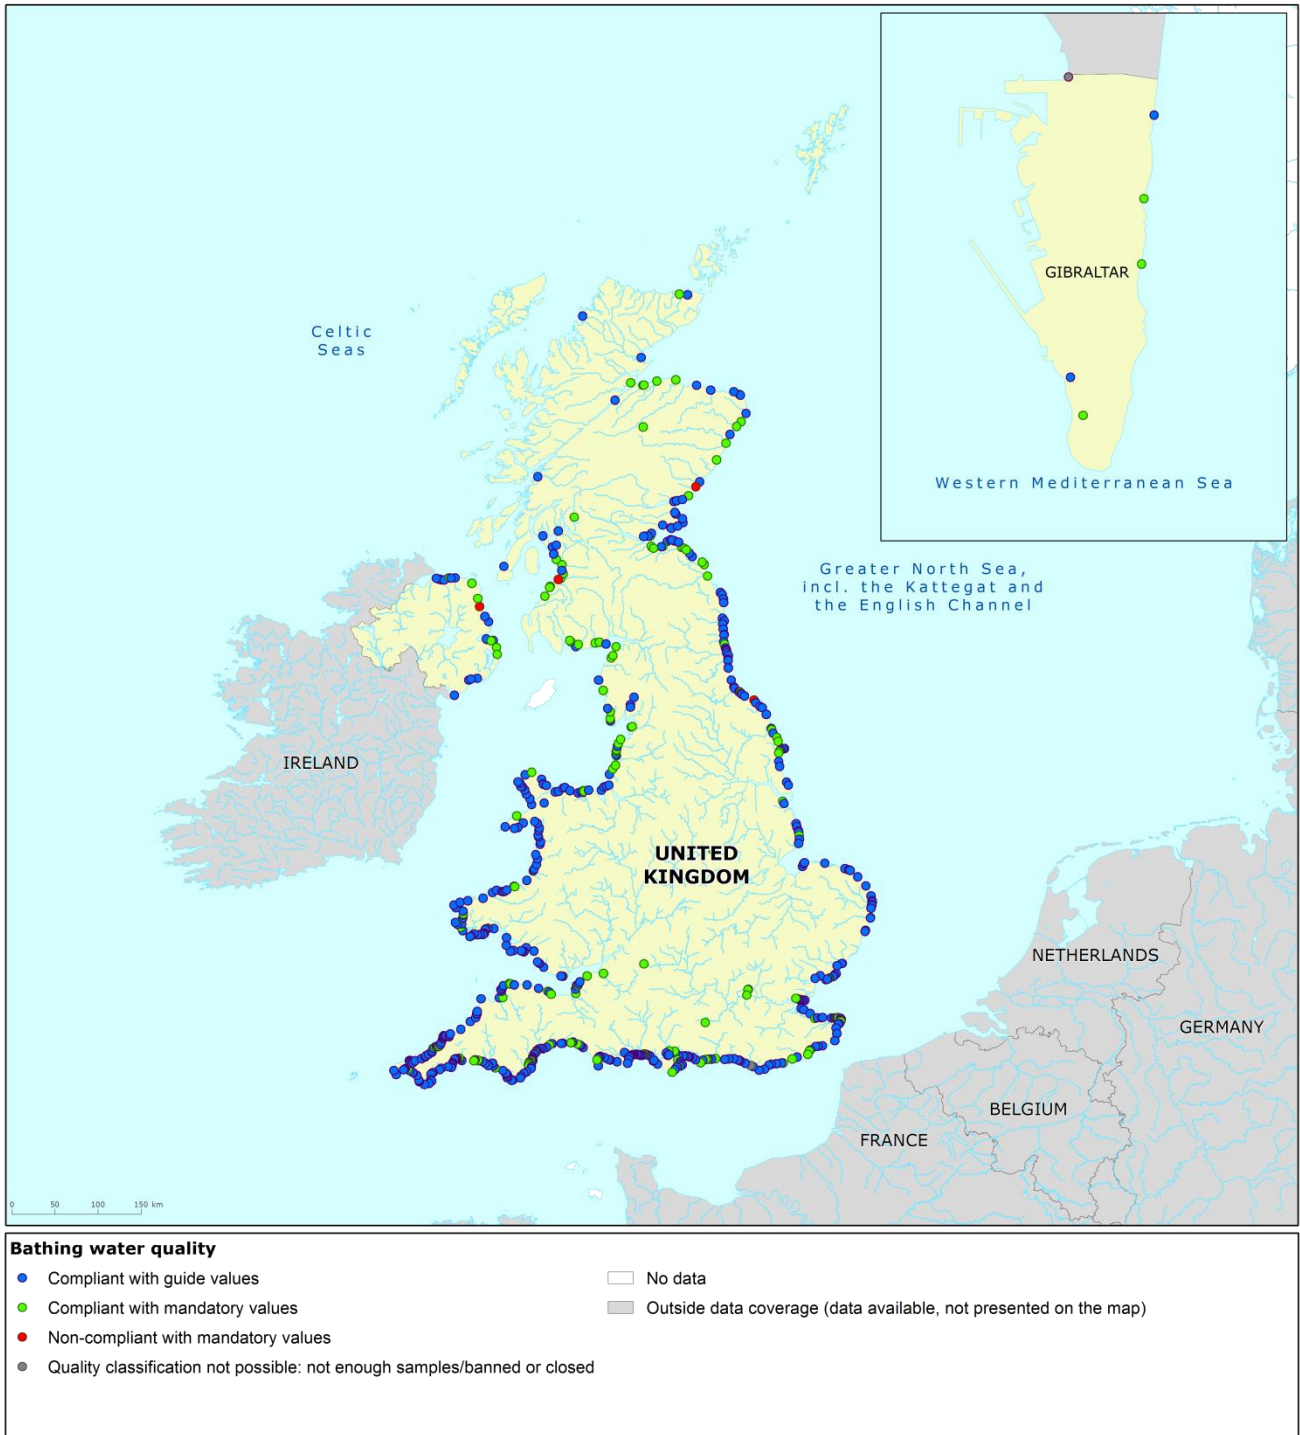 GIBRALTAR
Western Mediterranean Sea
Celtic
Seas
Greater North Sea,
incl. the Kattegat and
the English Channel
IRELAND
UNITED
KINGDOM
NETHERLANDS
GERMANY
BELGIUM
FRANCE
0 50 100 150 km
Bathing water quality
Compliant with guide values
Compliant with mandatory values
Non-compliant with mandatory values
Quality classification not possible: not enough samples/banned or closed
No data
Outside data coverage (data available, not presented on the map)